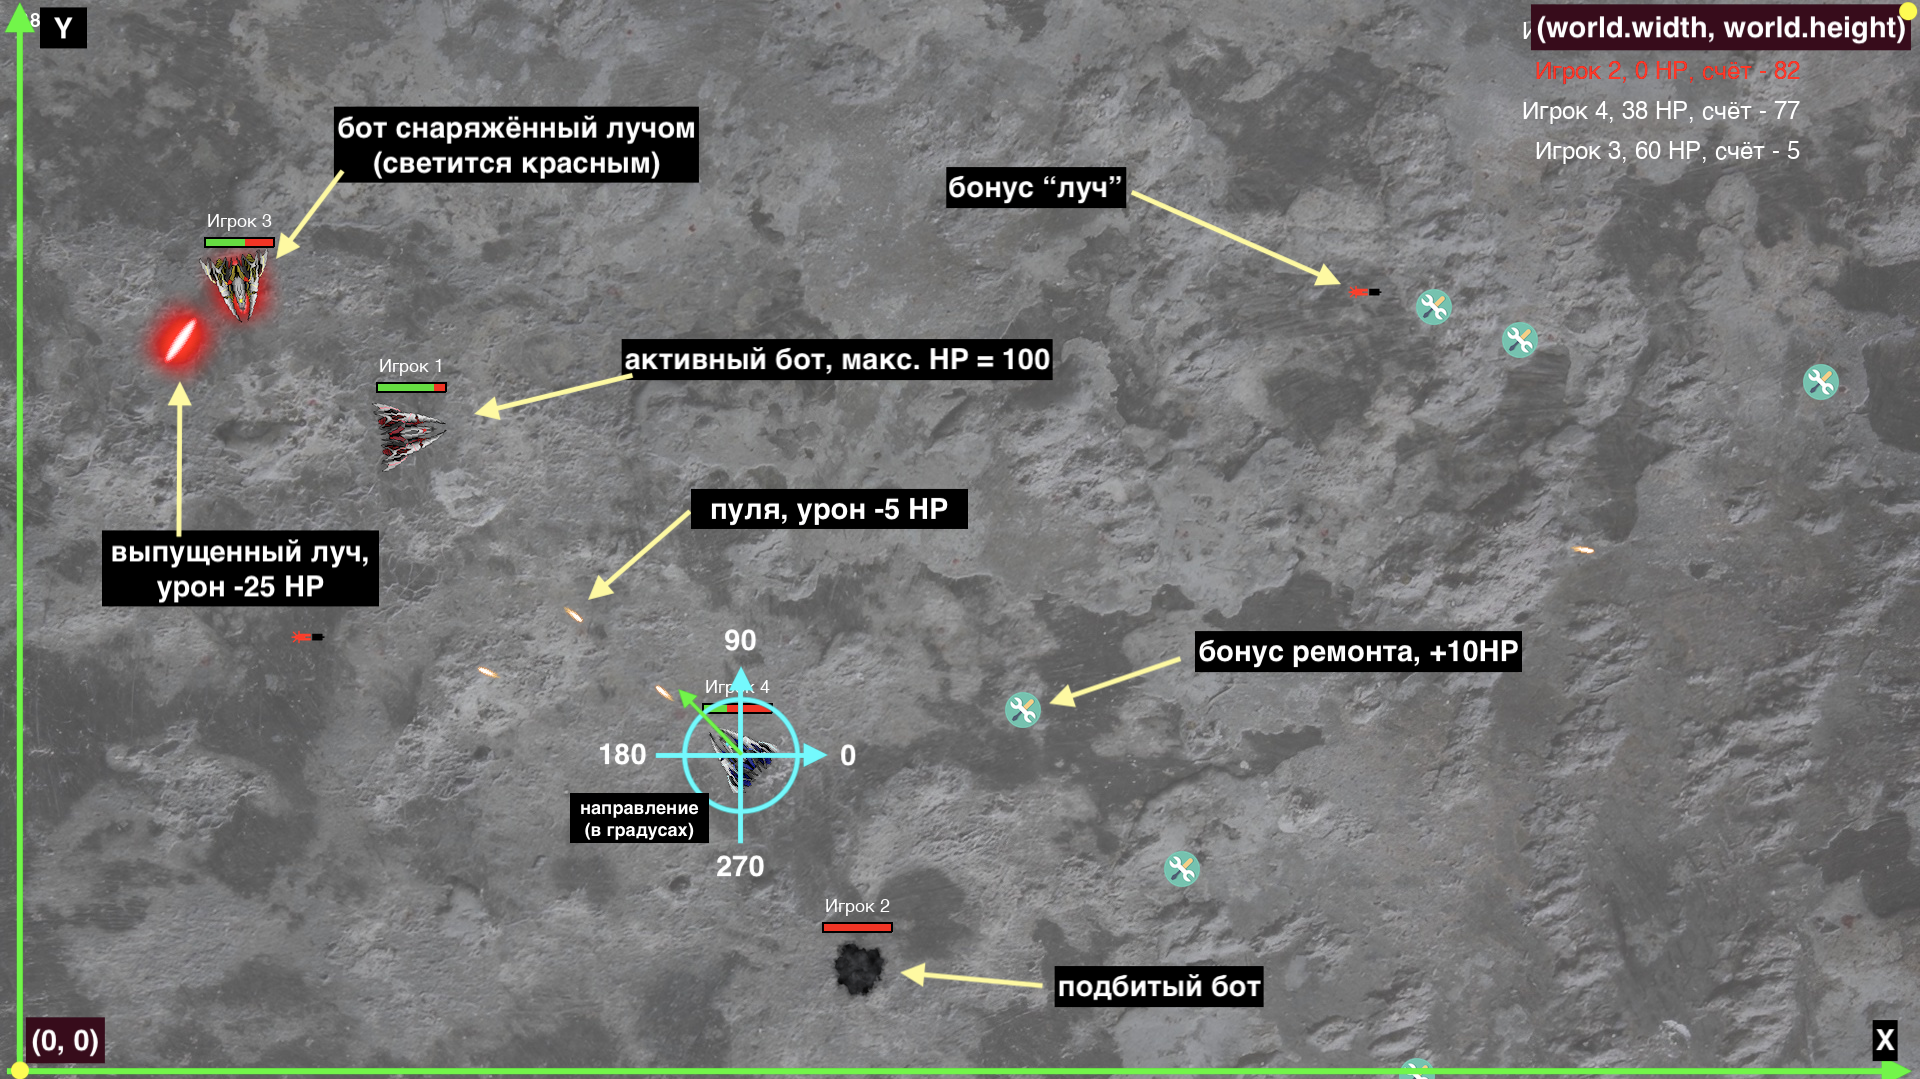 8
Y
(world.width, world.height)
Игрок 2, 0 HP, счёт - 82
Игрок 4, 38 HP, счёт - 77
Игрок 3, 60 HP, счёт - 5
бот снаряжённый лучом
(светится красным)
бонус “луч”
Игрок 3
активный бот, макс. HP = 100
Игрок 1
пуля, урон -5 HP
выпущенный луч,
урон -25 HP
90
бонус ремонта, +10HP
Игрок 4
180
0
направление
(в градусах)
270
Игрок 2
подбитый бот
(0, 0)
X